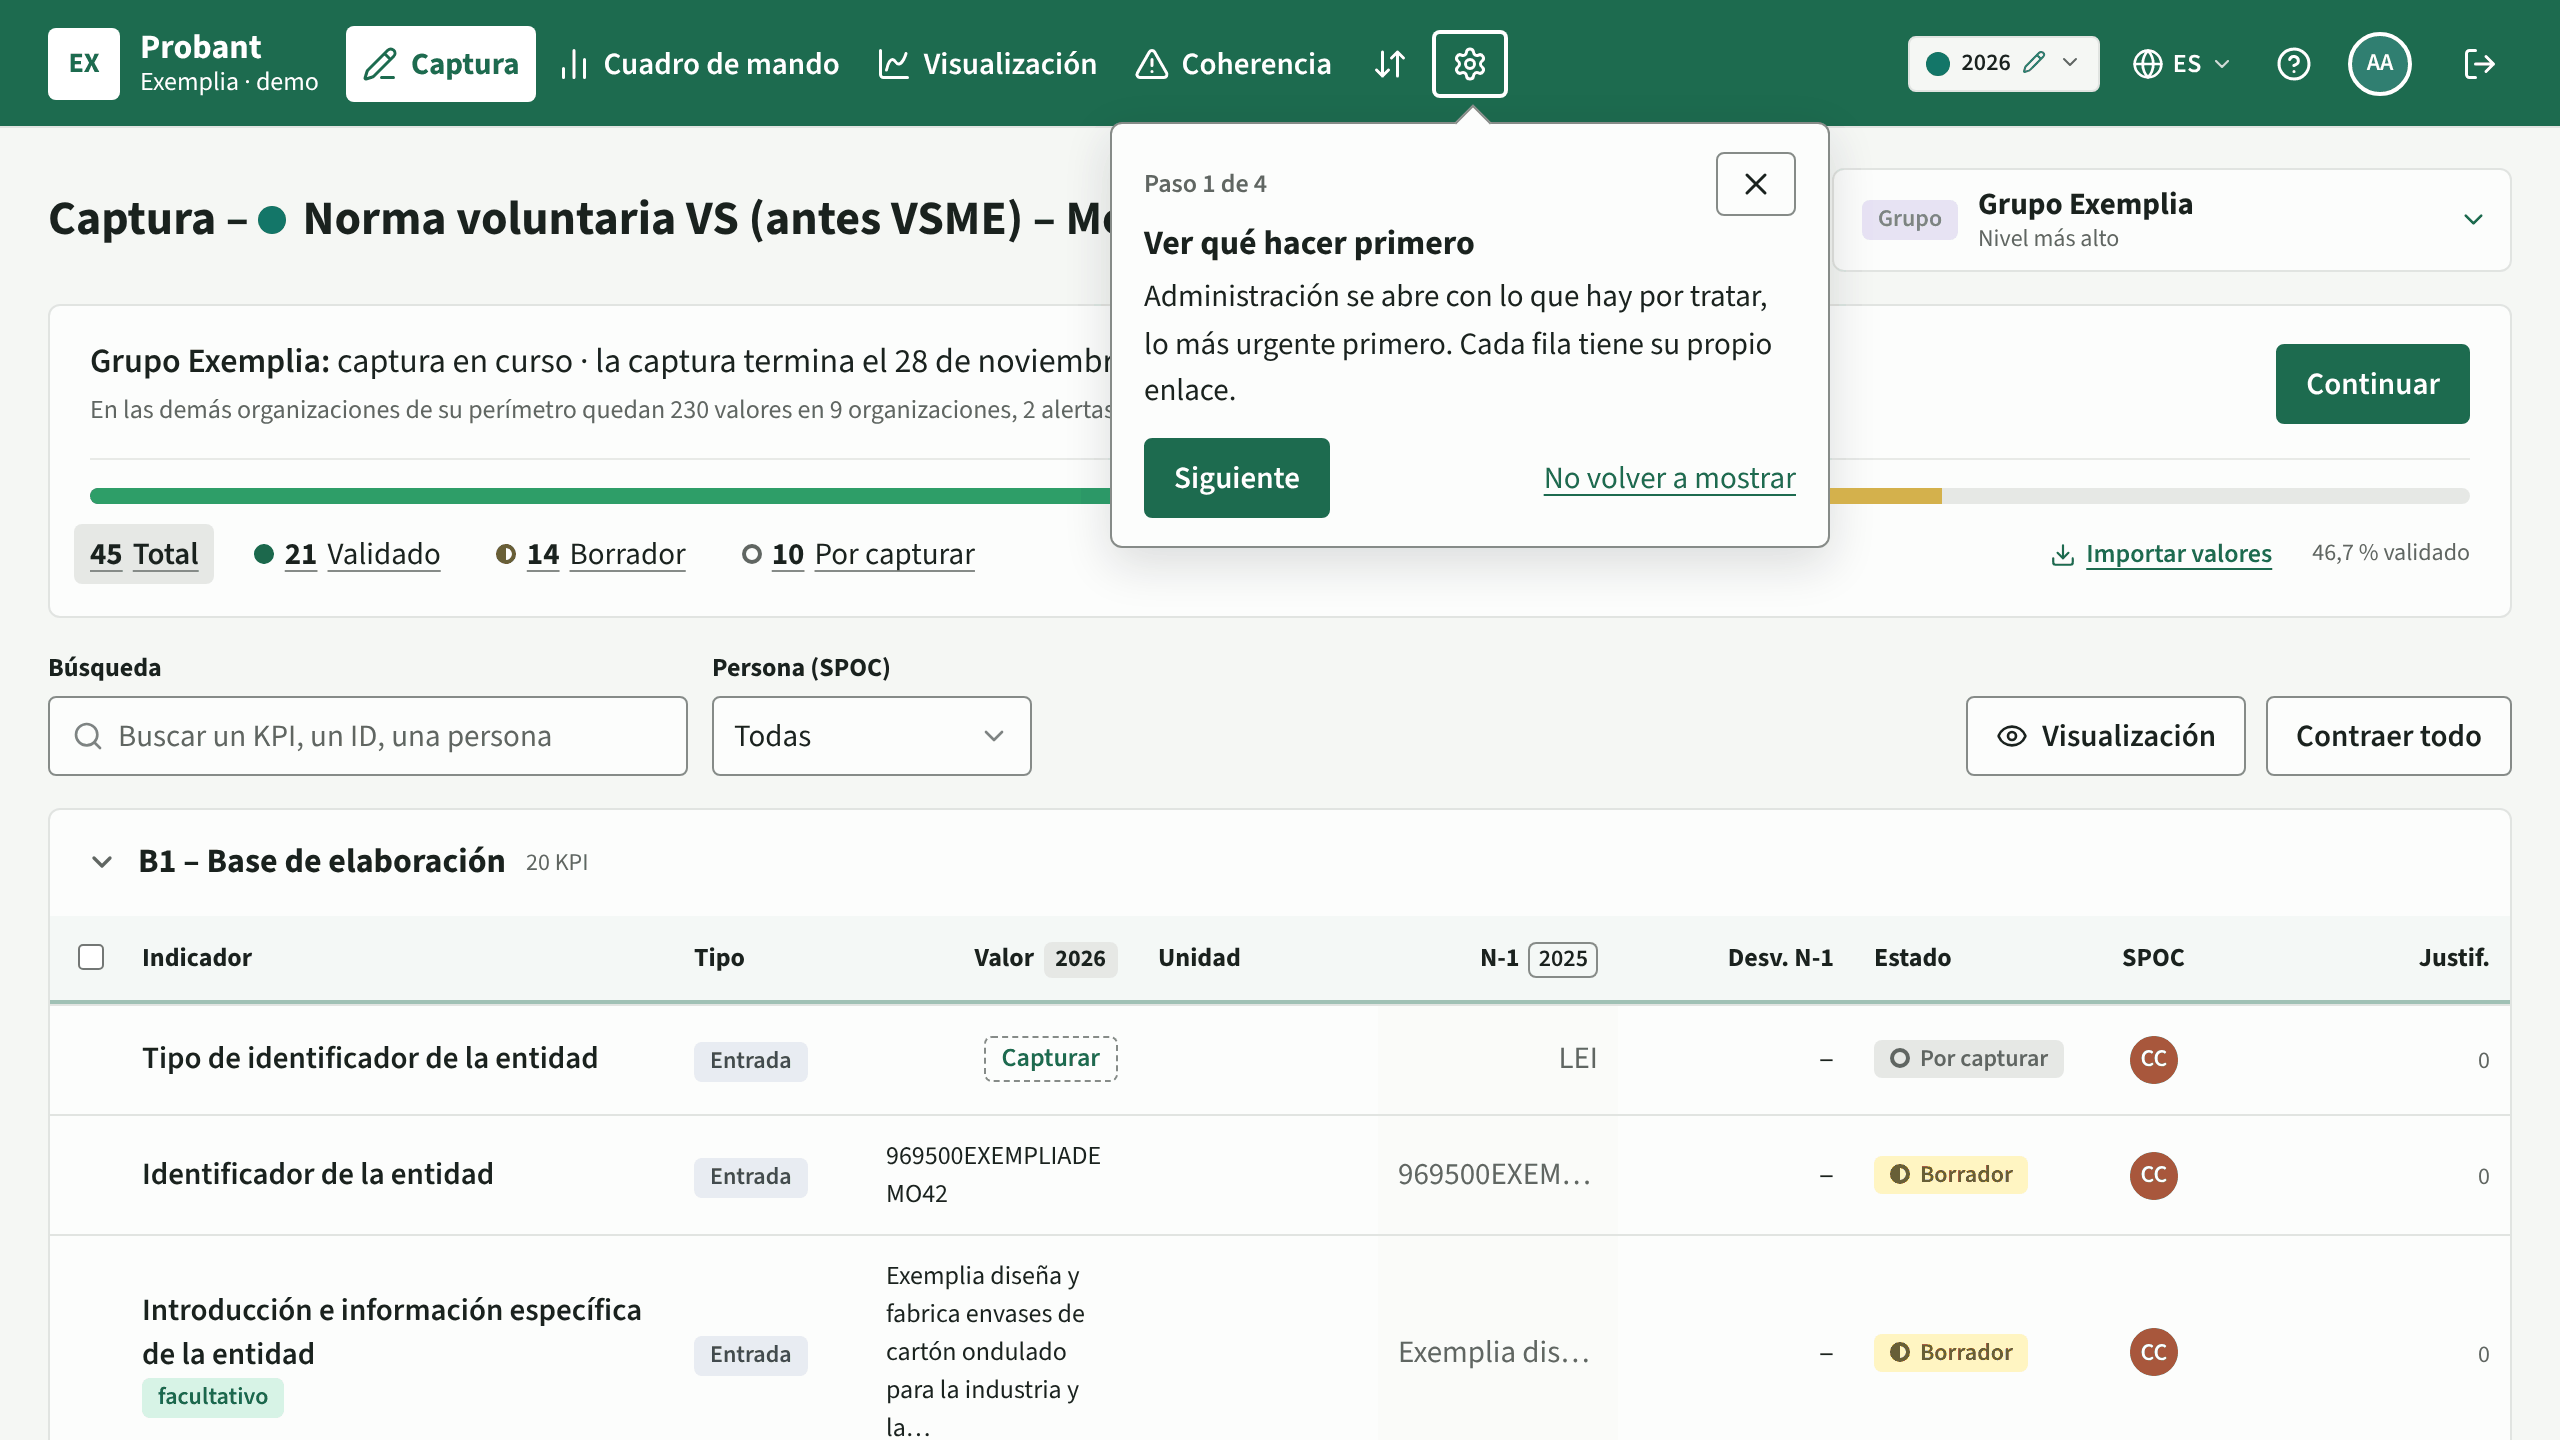 EX
Probant
Exemplia · demo
Captura
Cuadro de mando
Visualización
Coherencia
2026
ES
AA
Captura – Norma voluntaria VS (antes VSME) –
Grupo
Grupo Exemplia
Nivel más alto
Paso 1 de 4
Ver qué hacer primero
Administración se abre con lo que hay por tratar,
lo más urgente primero. Cada fila tiene su propio
enlace.
Siguiente
No volver a mostrar
Grupo Exemplia: captura en curso · la captura termina el 28 de
En las demás organizaciones de su perímetro quedan 230 valores en 9 organizaciones, 2 alertas
Continuar
45 Total
21 Validado
14 Borrador
10 Por capturar
Importar valores
46,7 % validado
Búsqueda
Buscar un KPI, un ID, una persona
Persona (SPOC)
Todas
Visualización
Contraer todo
B1 – Base de elaboración 20 KPI
Indicador Tipo Valor 2026 Unidad N-1 2025 Desv. N-1 Estado SPOC Justif.
Tipo de identificador de la entidad Entrada Capturar LEI – Por capturar CC 0
Identificador de la entidad Entrada 969500EXEMPLIADE
MO42
969500EXEM… – Borrador CC 0
Introducción e información específica
de la entidad
facultativo
Entrada
Exemplia diseña y
fabrica envases de
cartón ondulado
para la industria y
la…
Exemplia dis… – Borrador CC 0